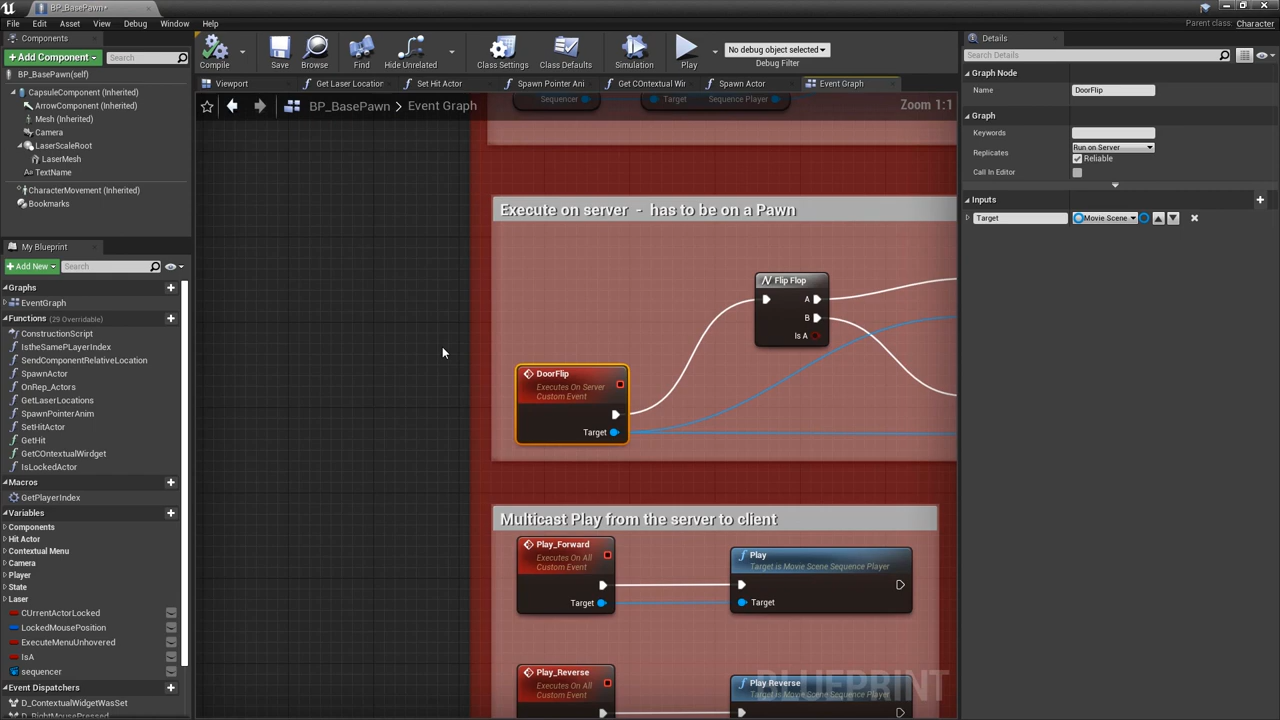 BP_BasePawn*
File Edit Asset View Debug Window Help
Parent class: Character
Components
Add Component
Search
BP_BasePawn(self)
CapsuleComponent (Inherited)
ArrowComponent (Inherited)
Mesh (Inherited)
Camera
LaserScaleRoot
LaserMesh
TextName
CharacterMovement (Inherited)
Bookmarks
My Blueprint
Add New
Search
Graphs
EventGraph
Functions (29 Overridable)
ConstructionScript
IstheSamePLayerIndex
SendComponentRelativeLocation
SpawnActor
OnRep_Actors
GetLaserLocations
SpawnPointerAnim
SetHitActor
GetHit
GetCOntextualWirdget
IsLockedActor
Macros
GetPlayerIndex
Variables
Components
Hit Actor
Contextual Menu
Camera
Player
State
Laser
CUrrentActorLocked
LockedMousePosition
ExecuteMenuUnhovered
IsA
sequencer
Event Dispatchers
D_ContextualWidgetWasSet
D_RightMousePressed
Compile
Save
Browse
Find
Hide Unrelated
Class Settings
Class Defaults
Simulation
Play
No debug object selected
Debug Filter
Viewport
Get Laser Location
Set Hit Actor
Spawn Pointer Ani
Get COntextual Wir
Spawn Actor
Event Graph
BP_BasePawn > Event Graph
Zoom 1:1
Sequencer
Target Sequence Player
Execute on server - has to be on a Pawn
Flip Flop
A
B
Is A
DoorFlip
Executes On Server
Custom Event
Target
Multicast Play from the server to client
Play_Forward
Executes On All
Custom Event
Target
Play
Target is Movie Scene Sequence Player
Target
Play_Reverse
Executes On All
Custom Event
Play Reverse
Target is Movie Scene Sequence Player
BLUEPRINT
Details
Search Details
Graph Node
Name DoorFlip
Graph
Keywords
Replicates Run on Server
Reliable
Call In Editor
Inputs
Target Movie Scene